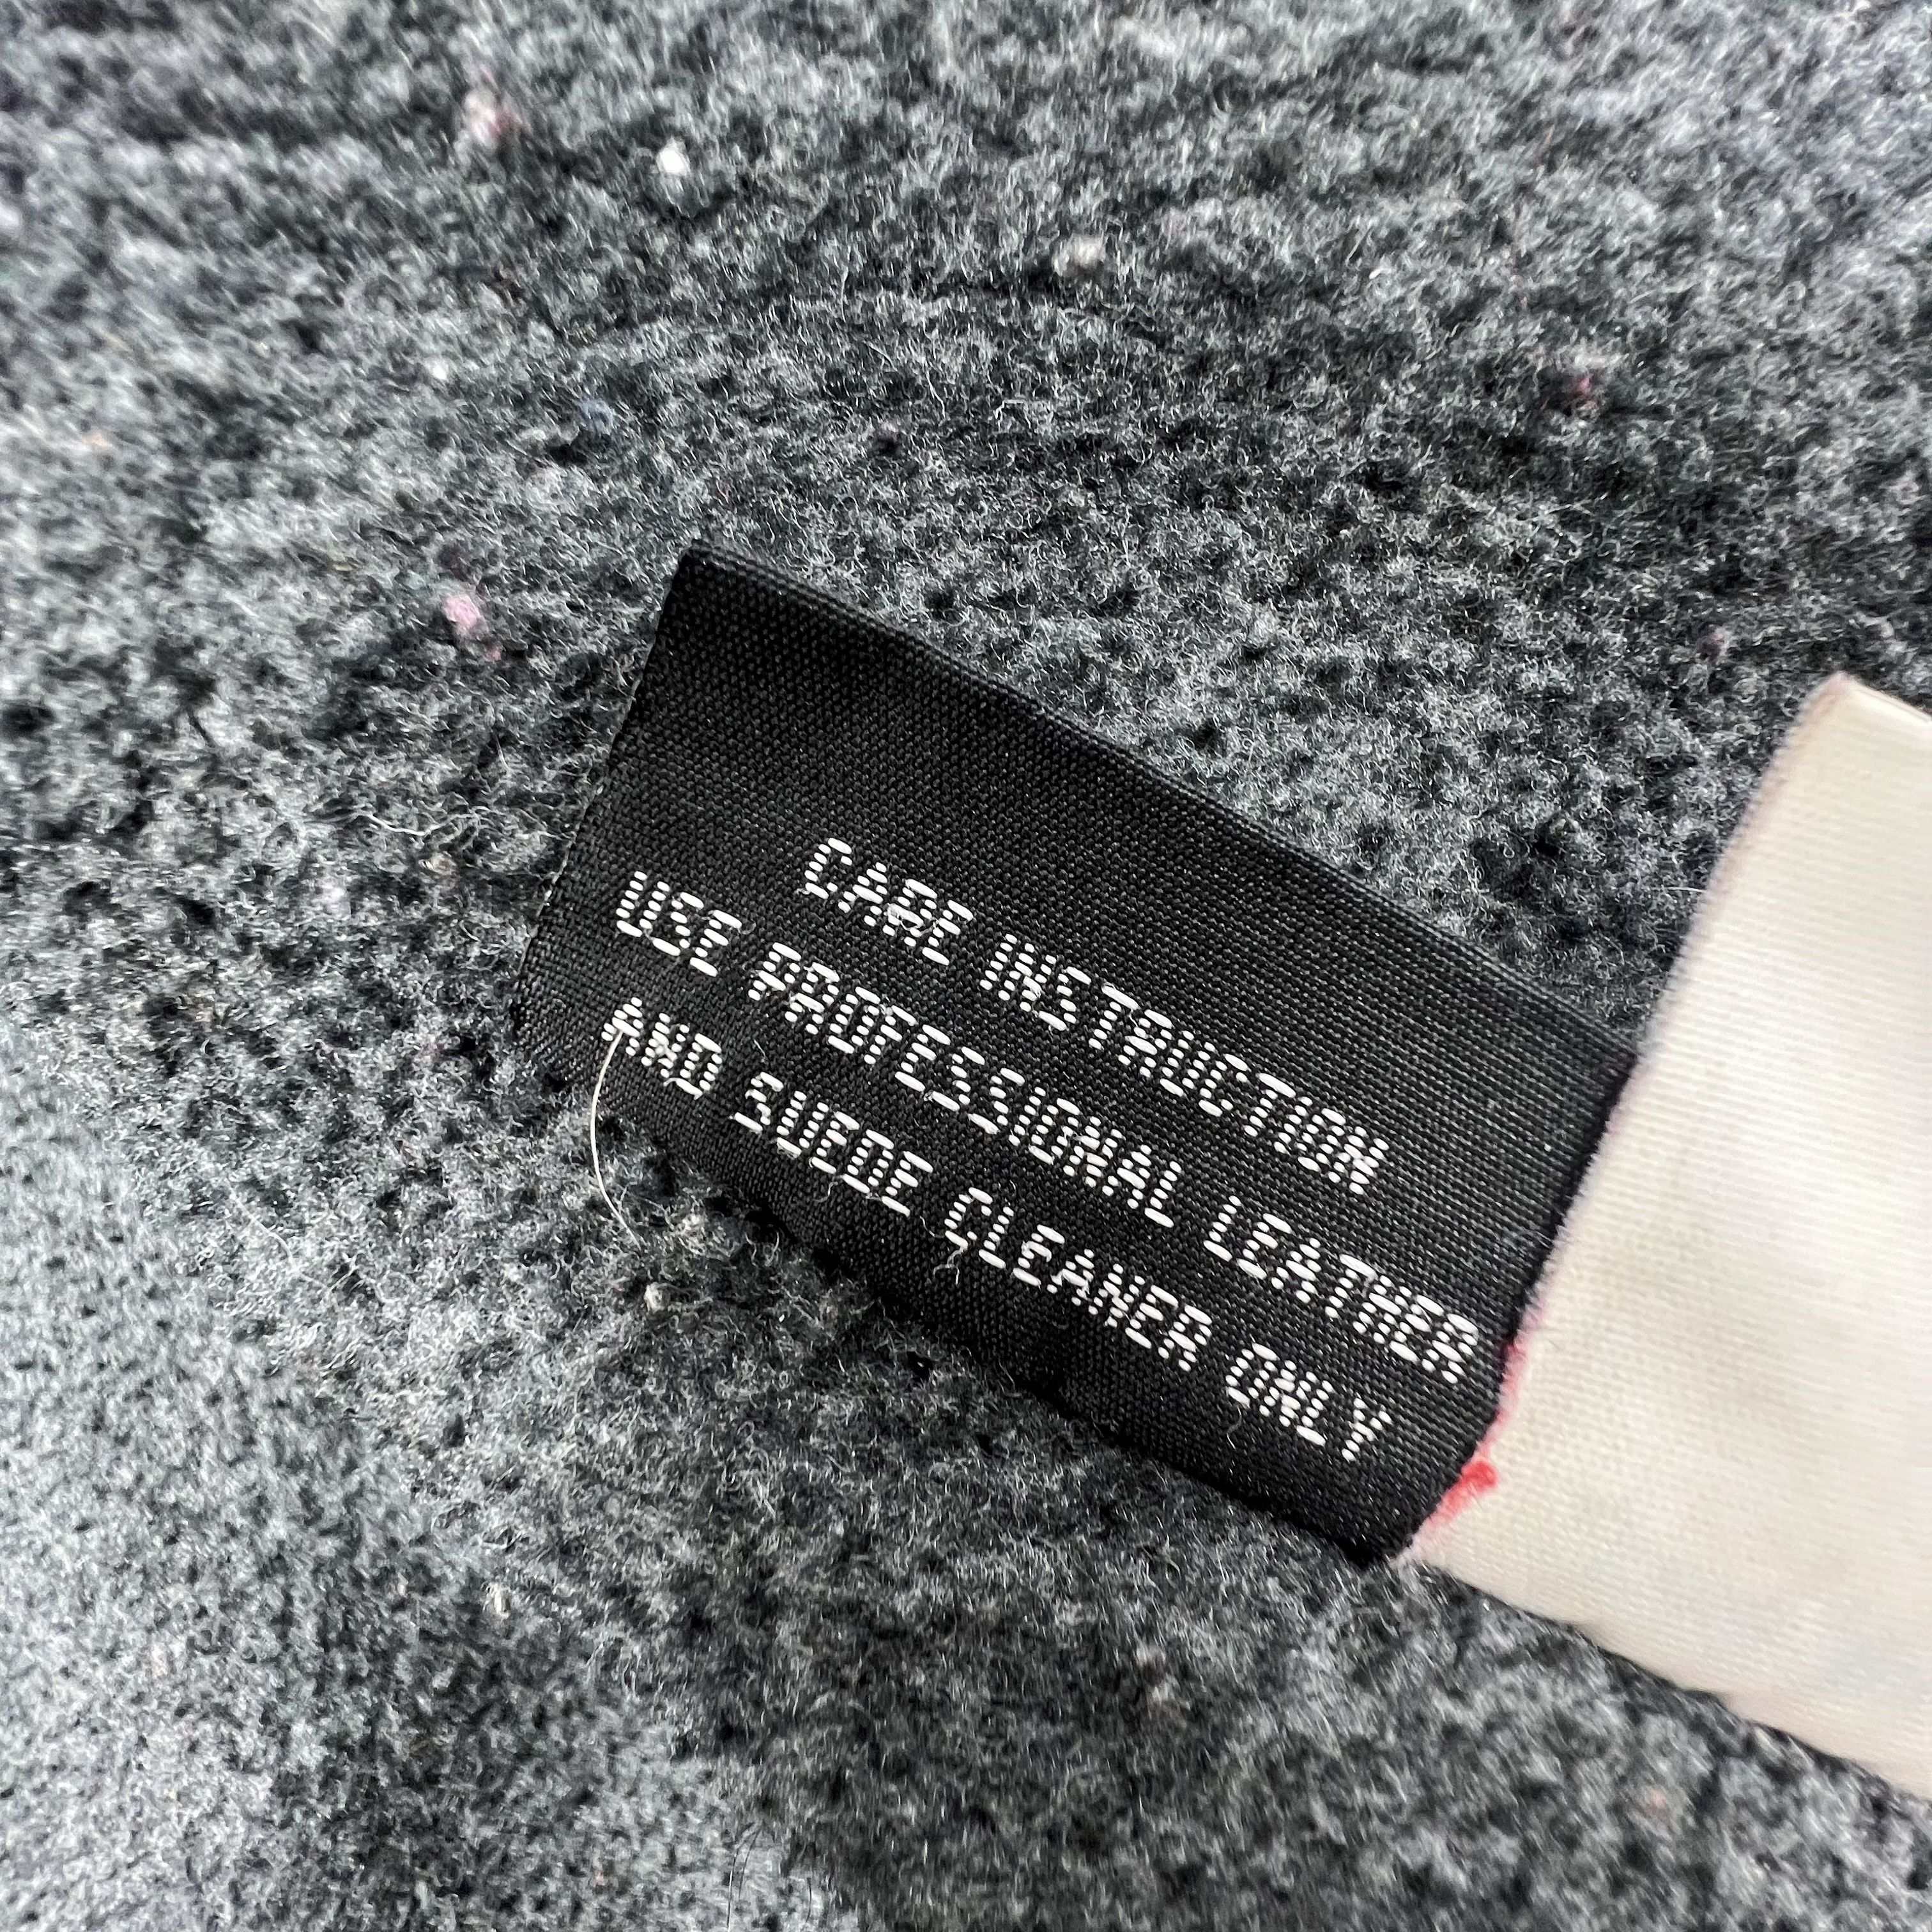 CARE INSTRUCTION
USE PROFESSIONAL LEATHER
AND SUEDE CLEANER ONLY